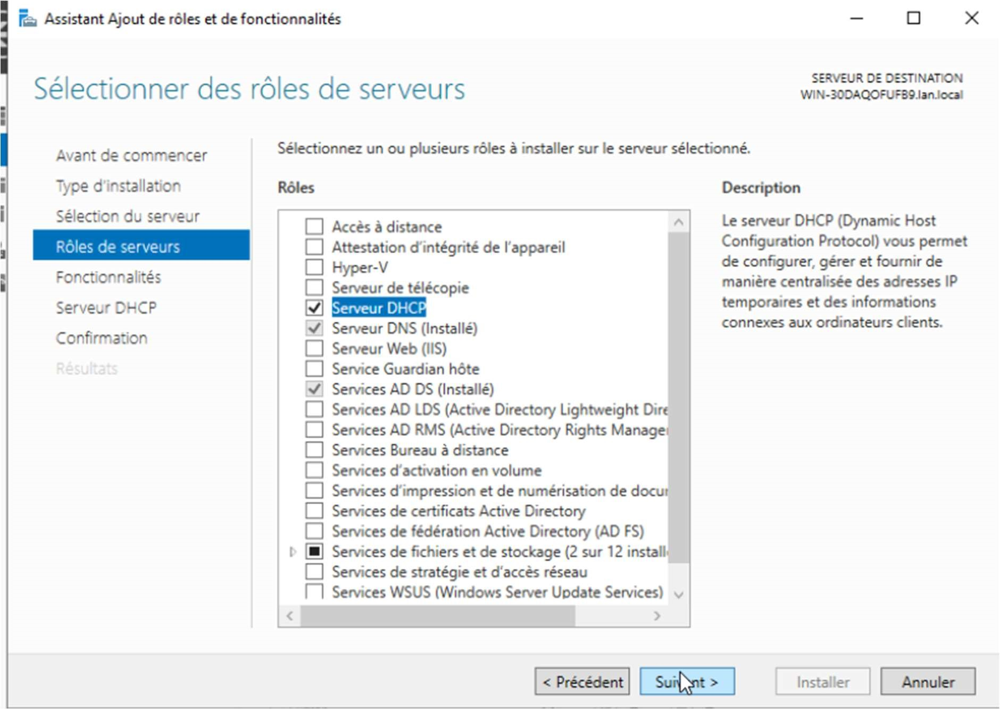 Assistant Ajout de rôles et de fonctionnalités
Sélectionner des rôles de serveurs
SERVEUR DE DESTINATION
WIN-30DAQOFUFB9.lan.local
Avant de commencer
Type d'installation
Sélection du serveur
Rôles de serveurs
Fonctionnalités
Serveur DHCP
Confirmation
Résultats
Sélectionnez un ou plusieurs rôles à installer sur le serveur sélectionné.
Rôles
Accès à distance
Attestation d'intégrité de l'appareil
Hyper-V
Serveur de télécopie
Serveur DHCP
Serveur DNS (Installé)
Serveur Web (IIS)
Service Guardian hôte
Services AD DS (Installé)
Services AD LDS (Active Directory Lightweight Dire
Services AD RMS (Active Directory Rights Manager
Services Bureau à distance
Services d'activation en volume
Services d'impression et de numérisation de docu
Services de certificats Active Directory
Services de fédération Active Directory (AD FS)
Services de fichiers et de stockage (2 sur 12 install
Services de stratégie et d'accès réseau
Services WSUS (Windows Server Update Services)
Description
Le serveur DHCP (Dynamic Host
Configuration Protocol) vous permet
de configurer, gérer et fournir de
manière centralisée des adresses IP
temporaires et des informations
connexes aux ordinateurs clients.
< Précédent
Suivant >
Installer
Annuler